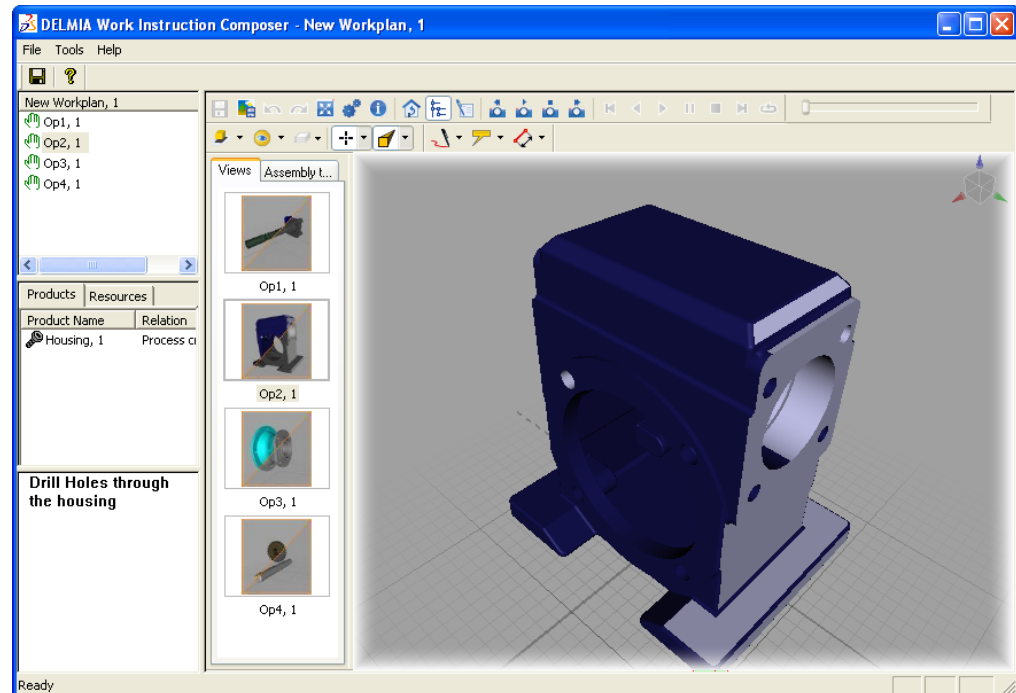 DELMIA Work Instruction Composer - New Workplan, 1
File Tools Help
New Workplan, 1
Op1, 1
Op2, 1
Op3, 1
Op4, 1
Products Resources
Product Name Relation
Housing, 1 Process
Drill Holes through
the housing
Views Assembly t...
Op1, 1
Op2, 1
Op3, 1
Op4, 1
Ready